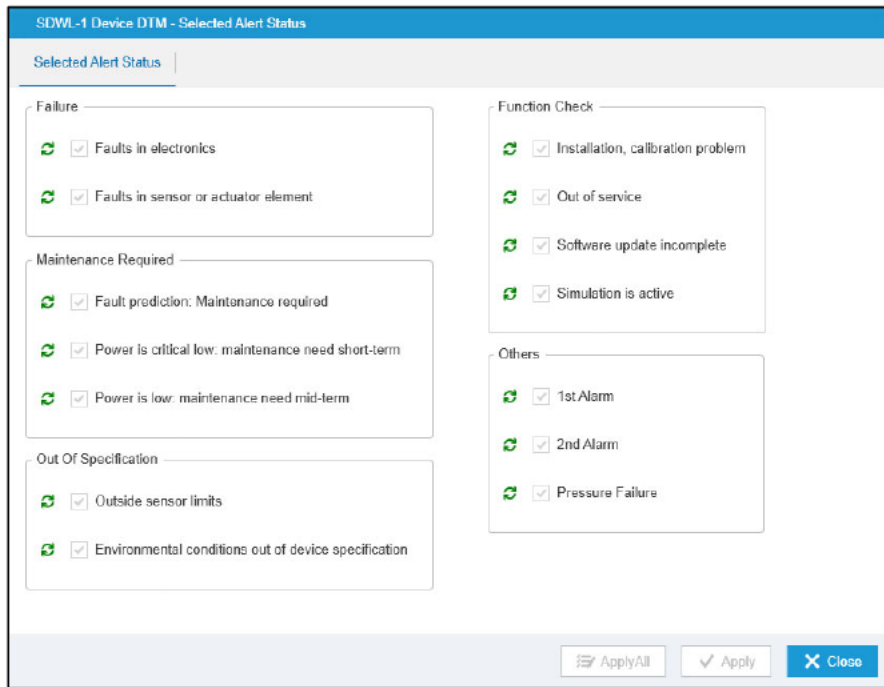 SDWL-1 Device DTM - Selected Alert Status
Selected Alert Status
Failure
Faults in electronics
Faults in sensor or actuator element
Maintenance Required
Fault prediction: Maintenance required
Power is critical low: maintenance need short-term
Power is low: maintenance need mid-term
Out Of Specification
Outside sensor limits
Environmental conditions out of device specification
Function Check
Installation, calibration problem
Out of service
Software update incomplete
Simulation is active
Others
1st Alarm
2nd Alarm
Pressure Failure
ApplyAll
Apply
Close